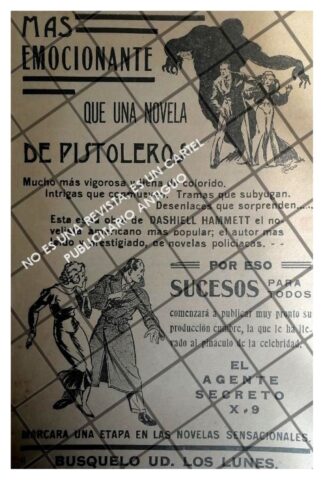 MAS
EMOCIONANTE
QUE UNA NOVELA
DE PISTOLEROS
Mucho más vigorosa y llena de colorido.
Intrigas que conmueven. Tramas que subyugan.
Desenlaces que sorprenden....
Esta es la obra de DASHIELL HAMMETT el no-
velista americano más popular; el autor más
leído y prestigiado, de novelas policíacas. - -
NO ES UNA REVISTA, ES UN CARTEL
PUBLICITARIO ANTIGUO
POR ESO
SUCESOS PARA TODOS
comenzará a publicar muy pronto su
producción cumbre, la que le ha lle-
vado al pináculo de la celebridad.
EL
AGENTE
SECRETO
X-9
MARCARA UNA ETAPA EN LAS NOVELAS SENSACIONALES.
BUSQUELO UD. LOS LUNES.